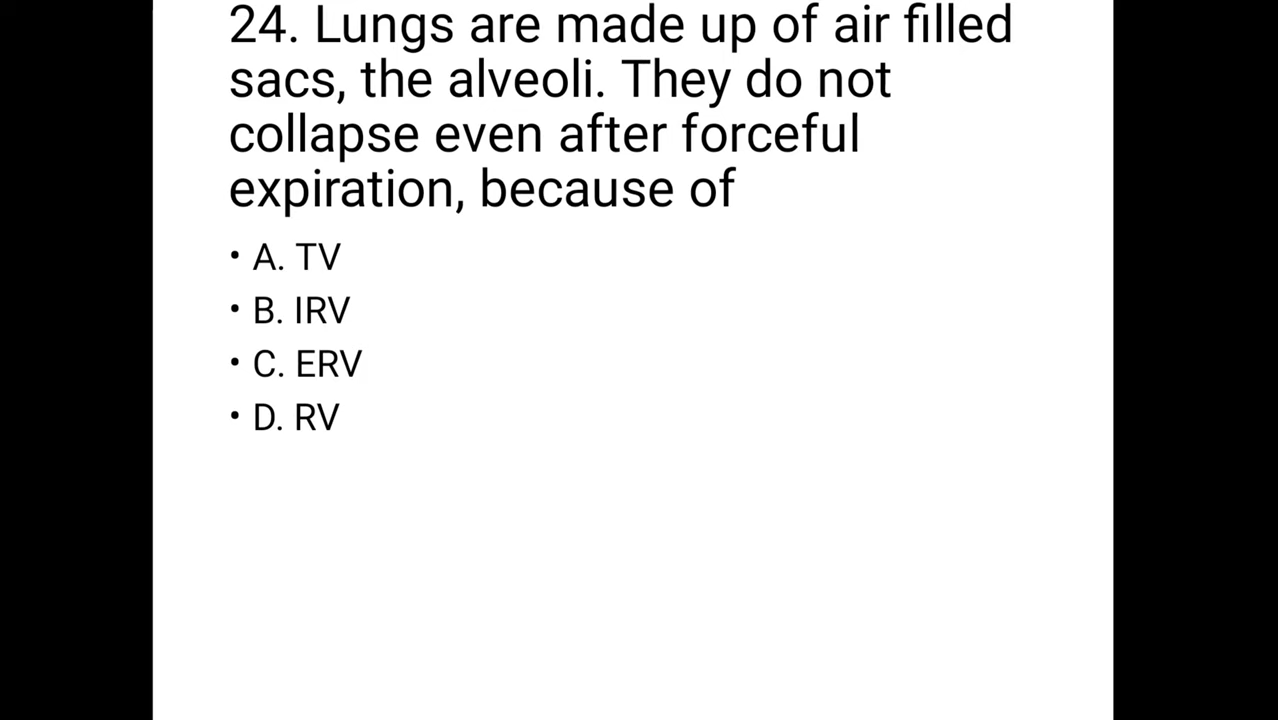 24. Lungs are made up of air filled
sacs, the alveoli. They do not
collapse even after forceful
expiration, because of
• A. TV
• B. IRV
• C. ERV
• D. RV